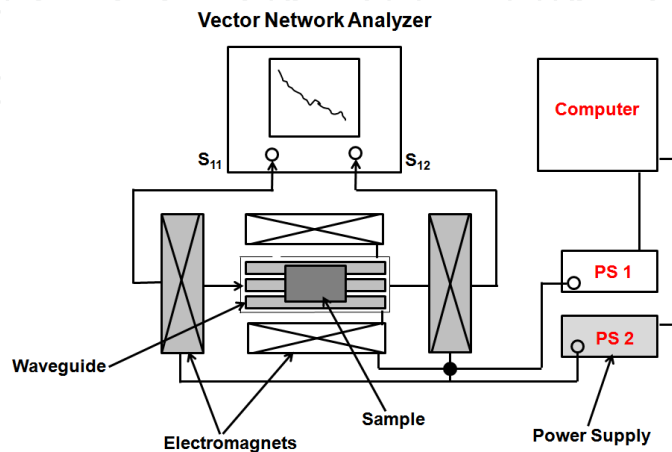 Vector Network Analyzer
S11
S12
Computer
PS 1
PS 2
Waveguide
Sample
Electromagnets
Power Supply